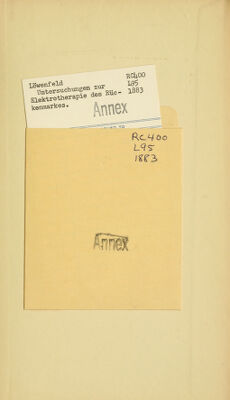 Löwenfeld RC400
Untersuchungen zur L95
Elektrotherapie des Rüc- 1883
kenmarkes.
Annex
RC400
L95
1883
Annex